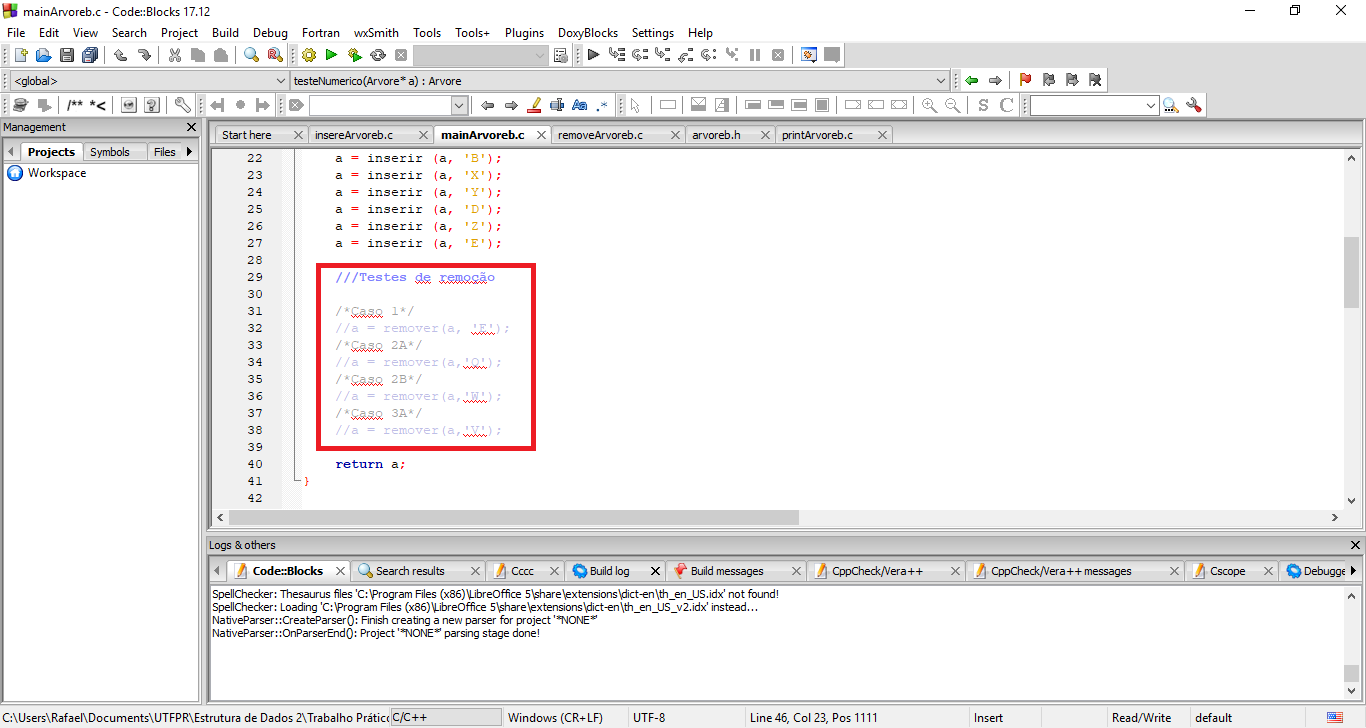 mainArvoreb.c - Code::Blocks 17.12
File Edit View Search Project Build Debug Fortran wxSmith Tools Tools+ Plugins DoxyBlocks Settings Help
<global> testeNumerico(Arvore* a) : Arvore
/** *<
Management
Projects Symbols Files
Workspace
Start here insereArvoreb.c mainArvoreb.c removeArvoreb.c arvoreb.h printArvoreb.c
22 a = inserir (a, 'B');
23 a = inserir (a, 'X');
24 a = inserir (a, 'Y');
25 a = inserir (a, 'D');
26 a = inserir (a, 'Z');
27 a = inserir (a, 'E');
28
29 ///Testes de remoção
30
31 /*Caso 1*/
32 //a = remover(a, 'F');
33 /*Caso 2A*/
34 //a = remover(a,'O');
35 /*Caso 2B*/
36 //a = remover(a,'W');
37 /*Caso 3A*/
38 //a = remover(a,'V');
39
40 return a;
41 }
42
Logs & others
Code::Blocks Search results Cccc Build log Build messages CppCheck/Vera++ CppCheck/Vera++ messages Cscope Debugge
SpellChecker: Thesaurus files 'C:\Program Files (x86)\LibreOffice 5\share\extensions\dict-en\th_en_US.idx' not found!
SpellChecker: Loading 'C:\Program Files (x86)\LibreOffice 5\share\extensions\dict-en\th_en_US_v2.idx' instead...
NativeParser::CreateParser(): Finish creating a new parser for project '*NONE*'
NativeParser::OnParserEnd(): Project '*NONE*' parsing stage done!
C:\Users\Rafael\Documents\UTFPR\Estrutura de Dados 2\Trabalho Prátic C/C++ Windows (CR+LF) UTF-8 Line 46, Col 23, Pos 1111 Insert Read/Write default